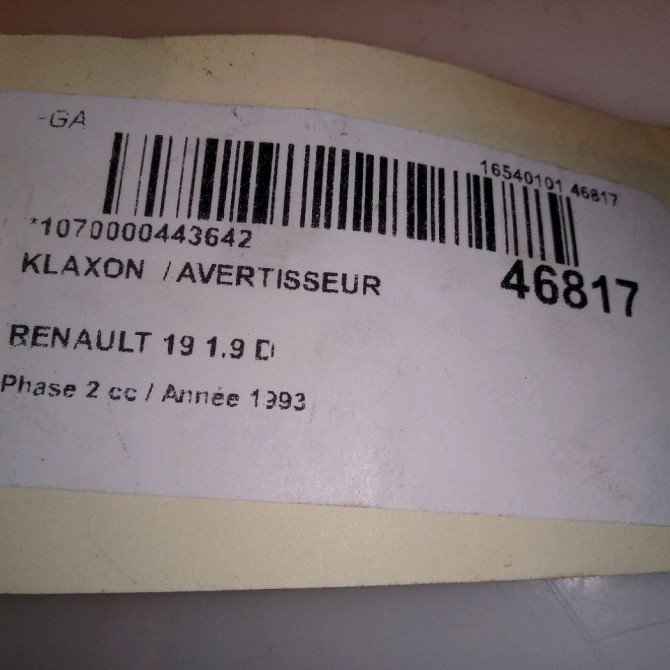 -GA
16540101 46817
*1070000443642
KLAXON / AVERTISSEUR
46817
RENAULT 19 1.9 D
Phase 2 cc / Année 1993